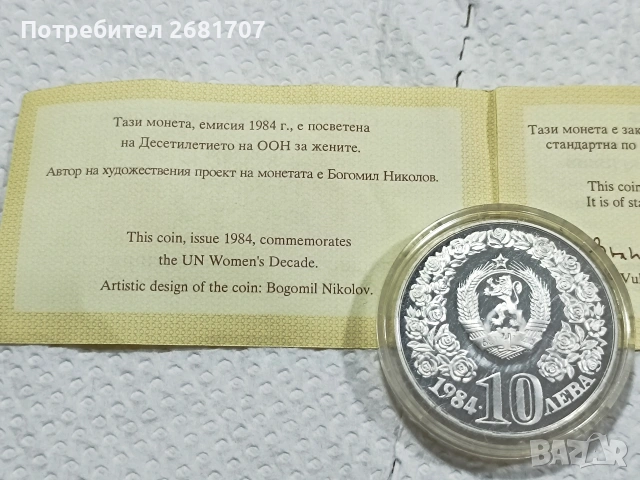 Потребител 2681707
Тази монета, емисия 1984 г., е посветена
на Десетилетието на ООН за жените.
Автор на художествения проект на монетата е Богомил Николов.
This coin, issue 1984, commemorates
the UN Women's Decade.
Artistic design of the coin: Bogomil Nikolov.
Тази монета е зак
стандартна по
This coin
It is of sta
Vul
1984·10 ЛЕВА
BAZAR